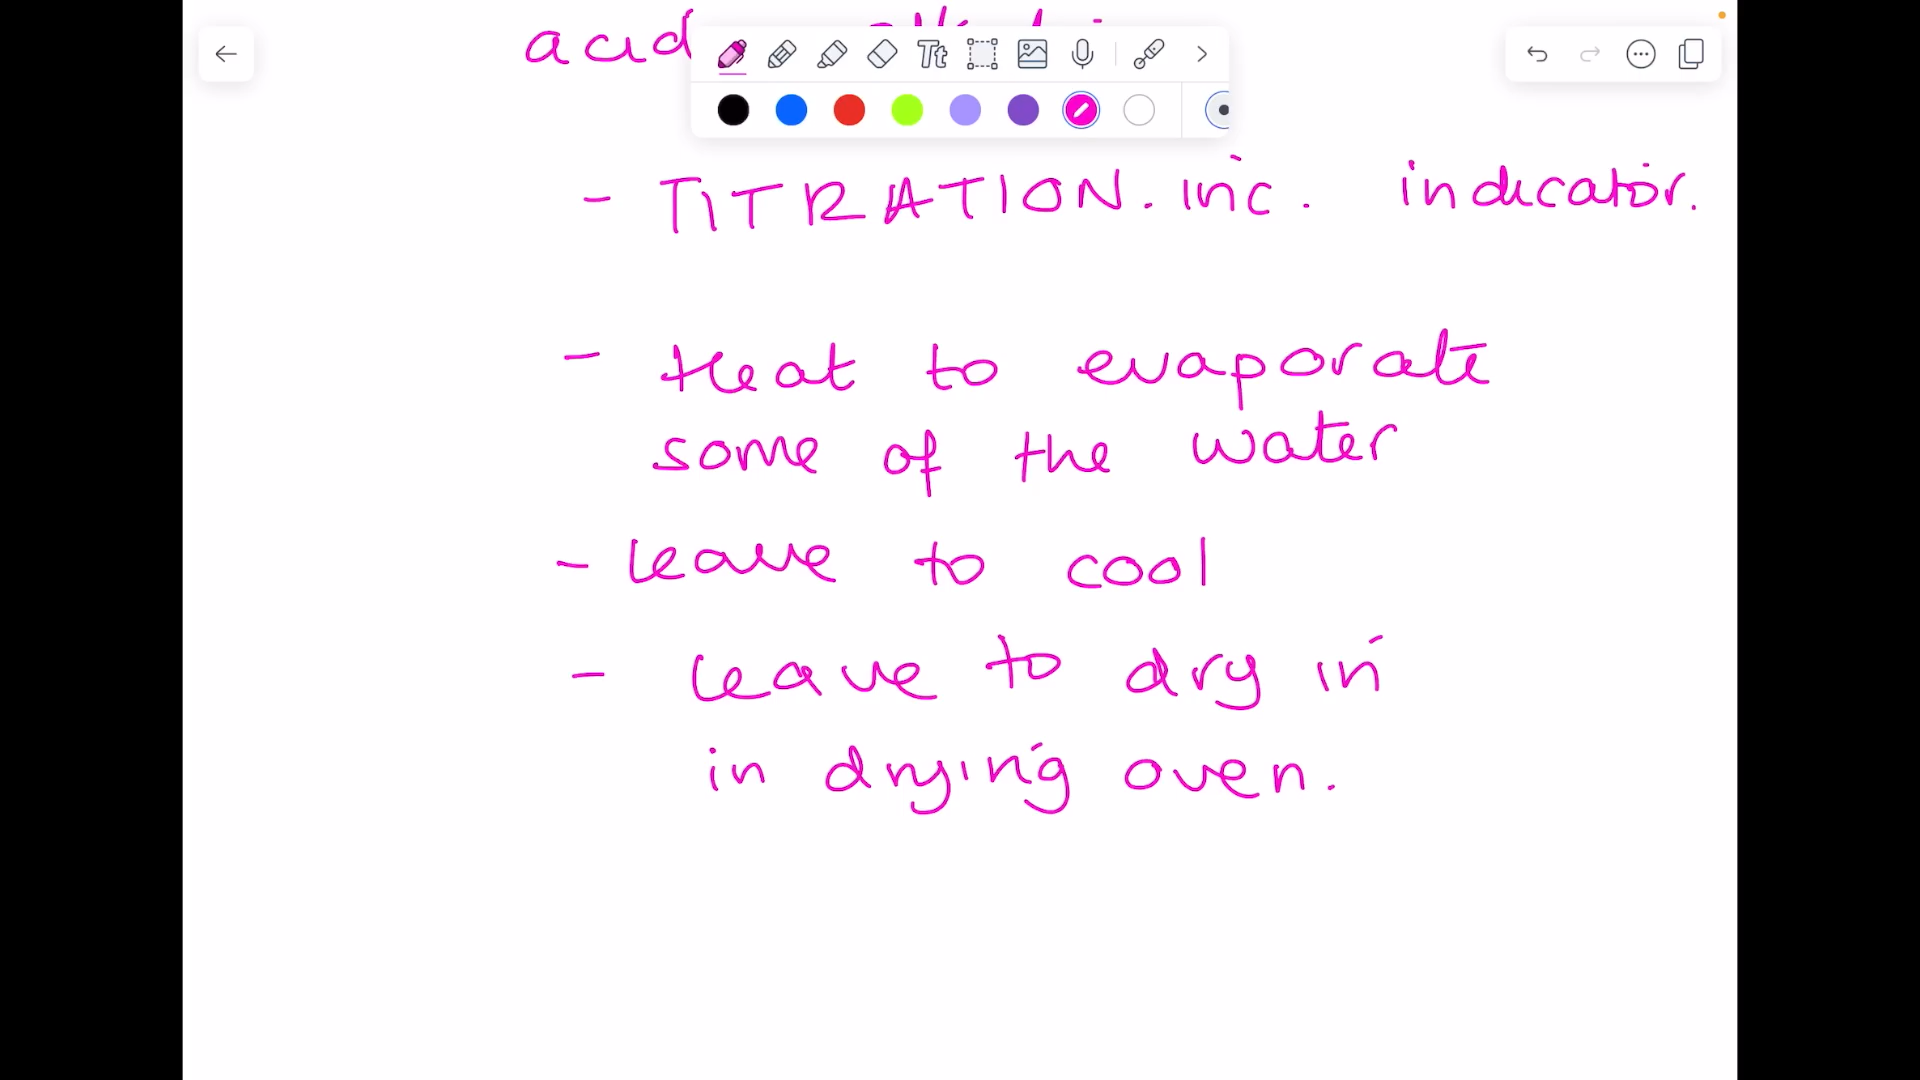 acid
Tt
- TITRATION. inc. indicator.
- Heat to evaporate
some of the water
- leave to cool
- leave to dry in
in drying oven.